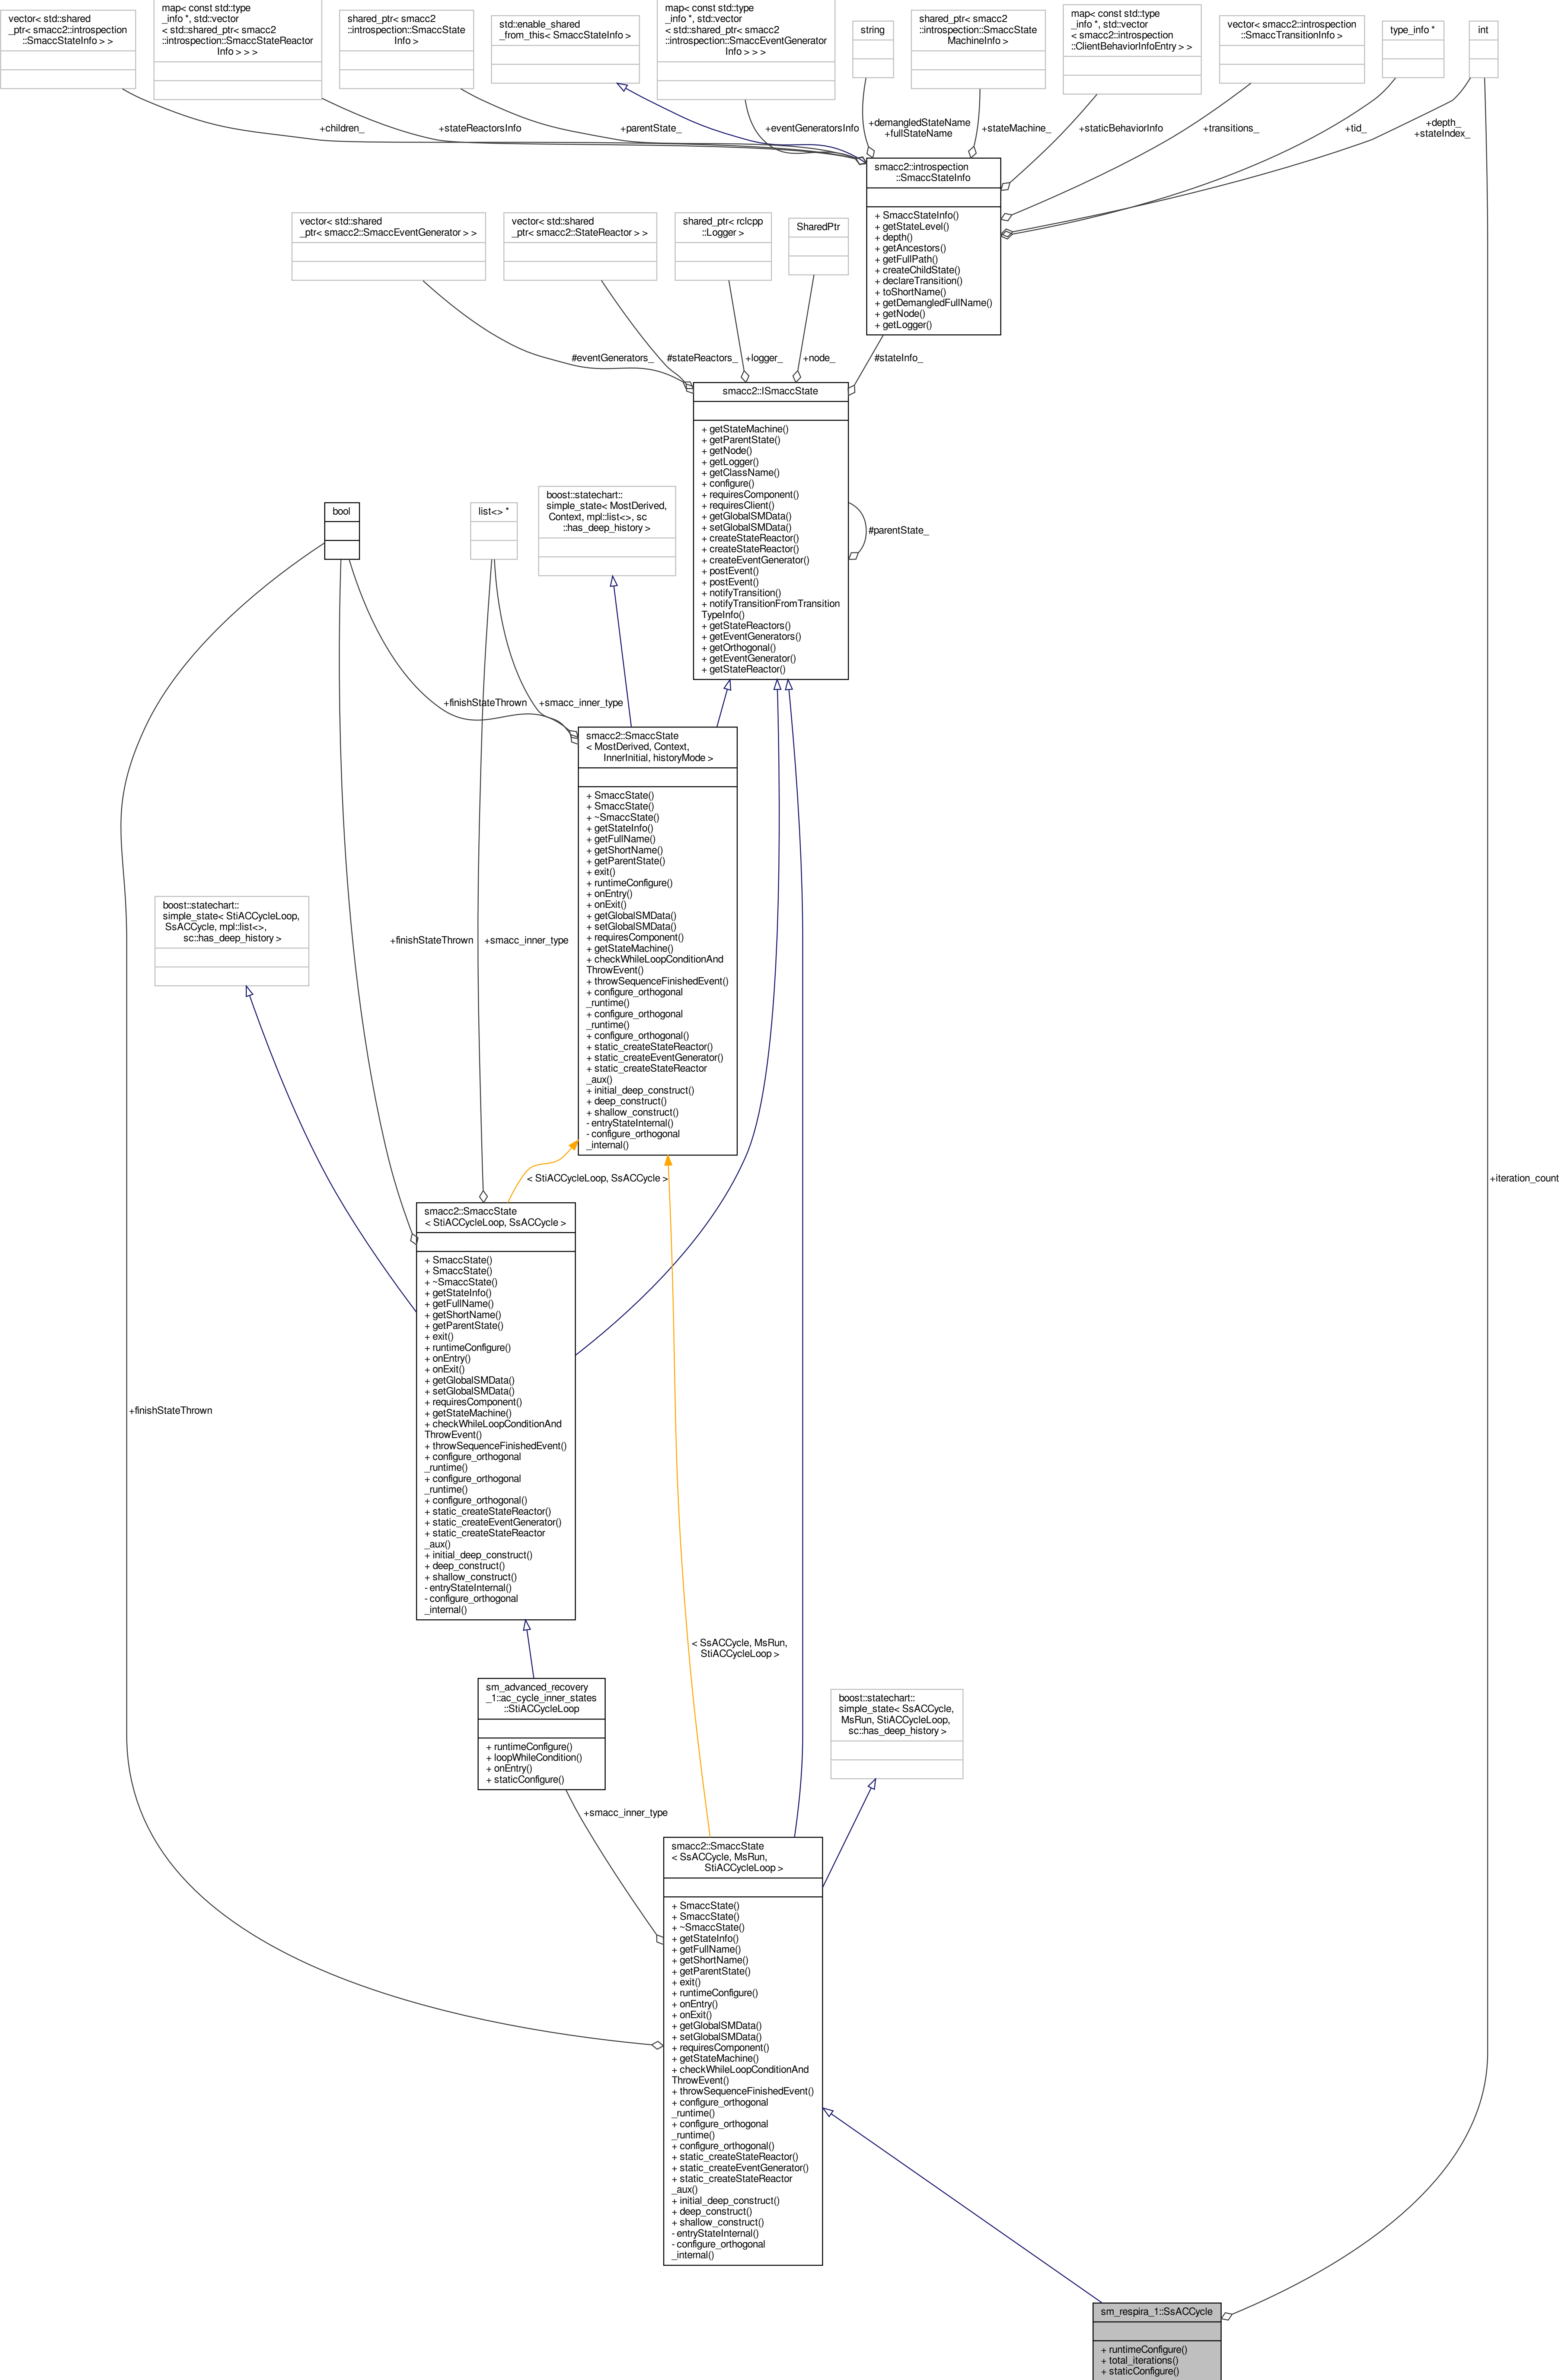 vector< std::shared
_ptr< smacc2::introspection
::SmaccStateInfo > >
map< const std::type
_info *, std::vector
< std::shared_ptr< smacc2
::introspection::SmaccStateReactor
Info > > >
shared_ptr< smacc2
::introspection::SmaccState
Info >
std::enable_shared
_from_this< SmaccStateInfo >
map< const std::type
_info *, std::vector
< std::shared_ptr< smacc2
::introspection::SmaccEventGenerator
Info > > >
string
shared_ptr< smacc2
::introspection::SmaccState
MachineInfo >
map< const std::type
_info *, std::vector
< smacc2::introspection
::ClientBehaviorInfoEntry > >
vector< smacc2::introspection
::SmaccTransitionInfo >
type_info *
int
+children_
+stateReactorsInfo
+parentState_
+eventGeneratorsInfo
+demangledStateName
+fullStateName
+stateMachine_
+staticBehaviorInfo
+transitions_
+tid_
+depth_
+stateIndex_
smacc2::introspection
::SmaccStateInfo
+ SmaccStateInfo()
+ getStateLevel()
+ depth()
+ getAncestors()
+ getFullPath()
+ createChildState()
+ declareTransition()
+ toShortName()
+ getDemangledFullName()
+ getNode()
+ getLogger()
vector< std::shared
_ptr< smacc2::SmaccEventGenerator > >
vector< std::shared
_ptr< smacc2::StateReactor > >
shared_ptr< rclcpp
::Logger >
SharedPtr
#eventGenerators_
#stateReactors_
+logger_
+node_
#stateInfo_
smacc2::ISmaccState
+ getStateMachine()
+ getParentState()
+ getNode()
+ getLogger()
+ getClassName()
+ configure()
+ requiresComponent()
+ requiresClient()
+ getGlobalSMData()
+ setGlobalSMData()
+ createStateReactor()
+ createStateReactor()
+ createEventGenerator()
+ postEvent()
+ postEvent()
+ notifyTransition()
+ notifyTransitionFromTransition
TypeInfo()
+ getStateReactors()
+ getEventGenerators()
+ getOrthogonal()
+ getEventGenerator()
+ getStateReactor()
#parentState_
bool
list<> *
boost::statechart::
simple_state< MostDerived,
Context, mpl::list<>, sc
::has_deep_history >
+finishStateThrown
+smacc_inner_type
smacc2::SmaccState
< MostDerived, Context,
InnerInitial, historyMode >
+ SmaccState()
+ SmaccState()
+ ~SmaccState()
+ getStateInfo()
+ getFullName()
+ getShortName()
+ getParentState()
+ exit()
+ runtimeConfigure()
+ onEntry()
+ onExit()
+ getGlobalSMData()
+ setGlobalSMData()
+ requiresComponent()
+ getStateMachine()
+ checkWhileLoopConditionAnd
ThrowEvent()
+ throwSequenceFinishedEvent()
+ configure_orthogonal
_runtime()
+ configure_orthogonal
_runtime()
+ configure_orthogonal()
+ static_createStateReactor()
+ static_createEventGenerator()
+ static_createStateReactor
_aux()
+ initial_deep_construct()
+ deep_construct()
+ shallow_construct()
- entryStateInternal()
- configure_orthogonal
_internal()
boost::statechart::
simple_state< StiACCycleLoop,
SsACCycle, mpl::list<>,
sc::has_deep_history >
+finishStateThrown
+smacc_inner_type
< StiACCycleLoop, SsACCycle >
+iteration_count
smacc2::SmaccState
< StiACCycleLoop, SsACCycle >
+ SmaccState()
+ SmaccState()
+ ~SmaccState()
+ getStateInfo()
+ getFullName()
+ getShortName()
+ getParentState()
+ exit()
+ runtimeConfigure()
+ onEntry()
+ onExit()
+ getGlobalSMData()
+ setGlobalSMData()
+ requiresComponent()
+ getStateMachine()
+ checkWhileLoopConditionAnd
ThrowEvent()
+ throwSequenceFinishedEvent()
+ configure_orthogonal
_runtime()
+ configure_orthogonal
_runtime()
+ configure_orthogonal()
+ static_createStateReactor()
+ static_createEventGenerator()
+ static_createStateReactor
_aux()
+ initial_deep_construct()
+ deep_construct()
+ shallow_construct()
- entryStateInternal()
- configure_orthogonal
_internal()
+finishStateThrown
< SsACCycle, MsRun,
StiACCycleLoop >
sm_advanced_recovery
_1::ac_cycle_inner_states
::StiACCycleLoop
+ runtimeConfigure()
+ loopWhileCondition()
+ onEntry()
+ staticConfigure()
boost::statechart::
simple_state< SsACCycle,
MsRun, StiACCycleLoop,
sc::has_deep_history >
+smacc_inner_type
smacc2::SmaccState
< SsACCycle, MsRun,
StiACCycleLoop >
+ SmaccState()
+ SmaccState()
+ ~SmaccState()
+ getStateInfo()
+ getFullName()
+ getShortName()
+ getParentState()
+ exit()
+ runtimeConfigure()
+ onEntry()
+ onExit()
+ getGlobalSMData()
+ setGlobalSMData()
+ requiresComponent()
+ getStateMachine()
+ checkWhileLoopConditionAnd
ThrowEvent()
+ throwSequenceFinishedEvent()
+ configure_orthogonal
_runtime()
+ configure_orthogonal
_runtime()
+ configure_orthogonal()
+ static_createStateReactor()
+ static_createEventGenerator()
+ static_createStateReactor
_aux()
+ initial_deep_construct()
+ deep_construct()
+ shallow_construct()
- entryStateInternal()
- configure_orthogonal
_internal()
sm_respira_1::SsACCycle
+ runtimeConfigure()
+ total_iterations()
+ staticConfigure()